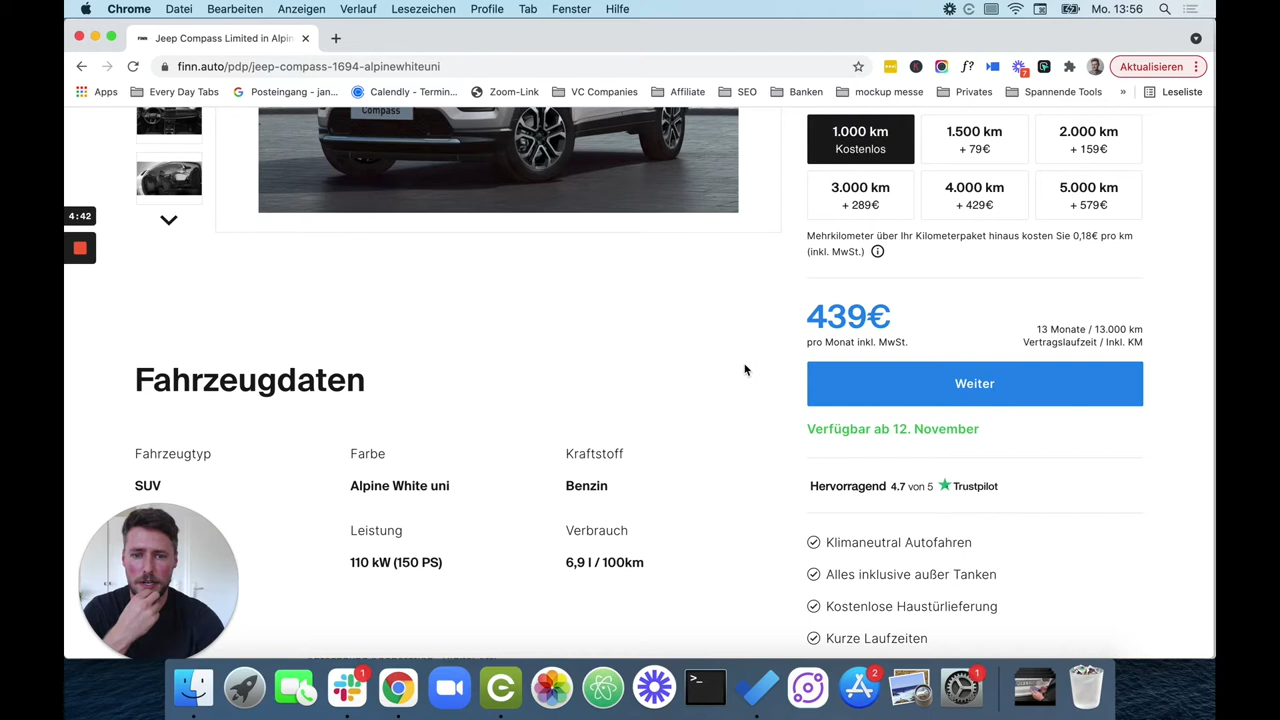 Chrome Datei Bearbeiten Anzeigen Verlauf Lesezeichen Profile Tab Fenster Hilfe Mo. 13:56
FINN Jeep Compass Limited in Alpin
finn.auto/pdp/jeep-compass-1694-alpinewhiteuni f? 7 Aktualisieren
Apps Every Day Tabs Posteingang - jan... Calendly - Termin... Zoom-Link VC Companies Affiliate SEO Banken mockup messe Privates Spannende Tools » Leseliste
Compass
1.000 km 1.500 km 2.000 km
Kostenlos + 79€ + 159€
3.000 km 4.000 km 5.000 km
+ 289€ + 429€ + 579€
4:42
Mehrkilometer über Ihr Kilometerpaket hinaus kosten Sie 0,18€ pro km
(inkl. MwSt.)
439€
13 Monate / 13.000 km
pro Monat inkl. MwSt. Vertragslaufzeit / Inkl. KM
Weiter
Verfügbar ab 12. November
Hervorragend 4.7 von 5 Trustpilot
Klimaneutral Autofahren
Alles inklusive außer Tanken
Kostenlose Haustürlieferung
Kurze Laufzeiten
Fahrzeugdaten
Fahrzeugtyp Farbe Kraftstoff
SUV Alpine White uni Benzin
Leistung Verbrauch
110 kW (150 PS) 6,9 l / 100km
1 2 1